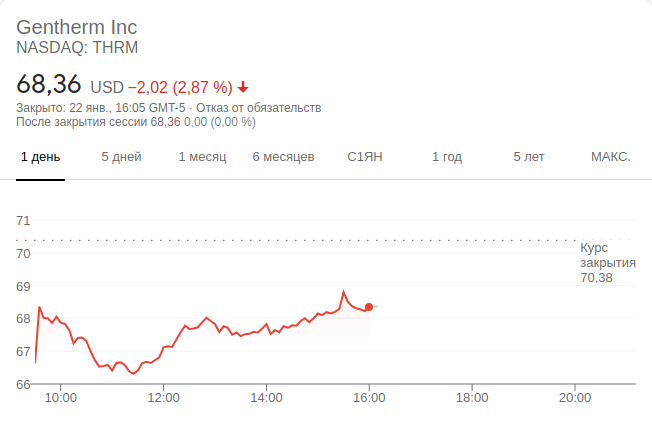 Gentherm Inc
NASDAQ: THRM
68,36 USD −2,02 (2,87 %)
Закрыто: 22 янв., 16:05 GMT-5 · Отказ от обязательств
После закрытия сессии 68,36 0,00 (0,00 %)
1 день 5 дней 1 месяц 6 месяцев С1ЯН 1 год 5 лет МАКС.
71
70
69
68
67
66
Курс
закрытия
70,38
10:00 12:00 14:00 16:00 18:00 20:00